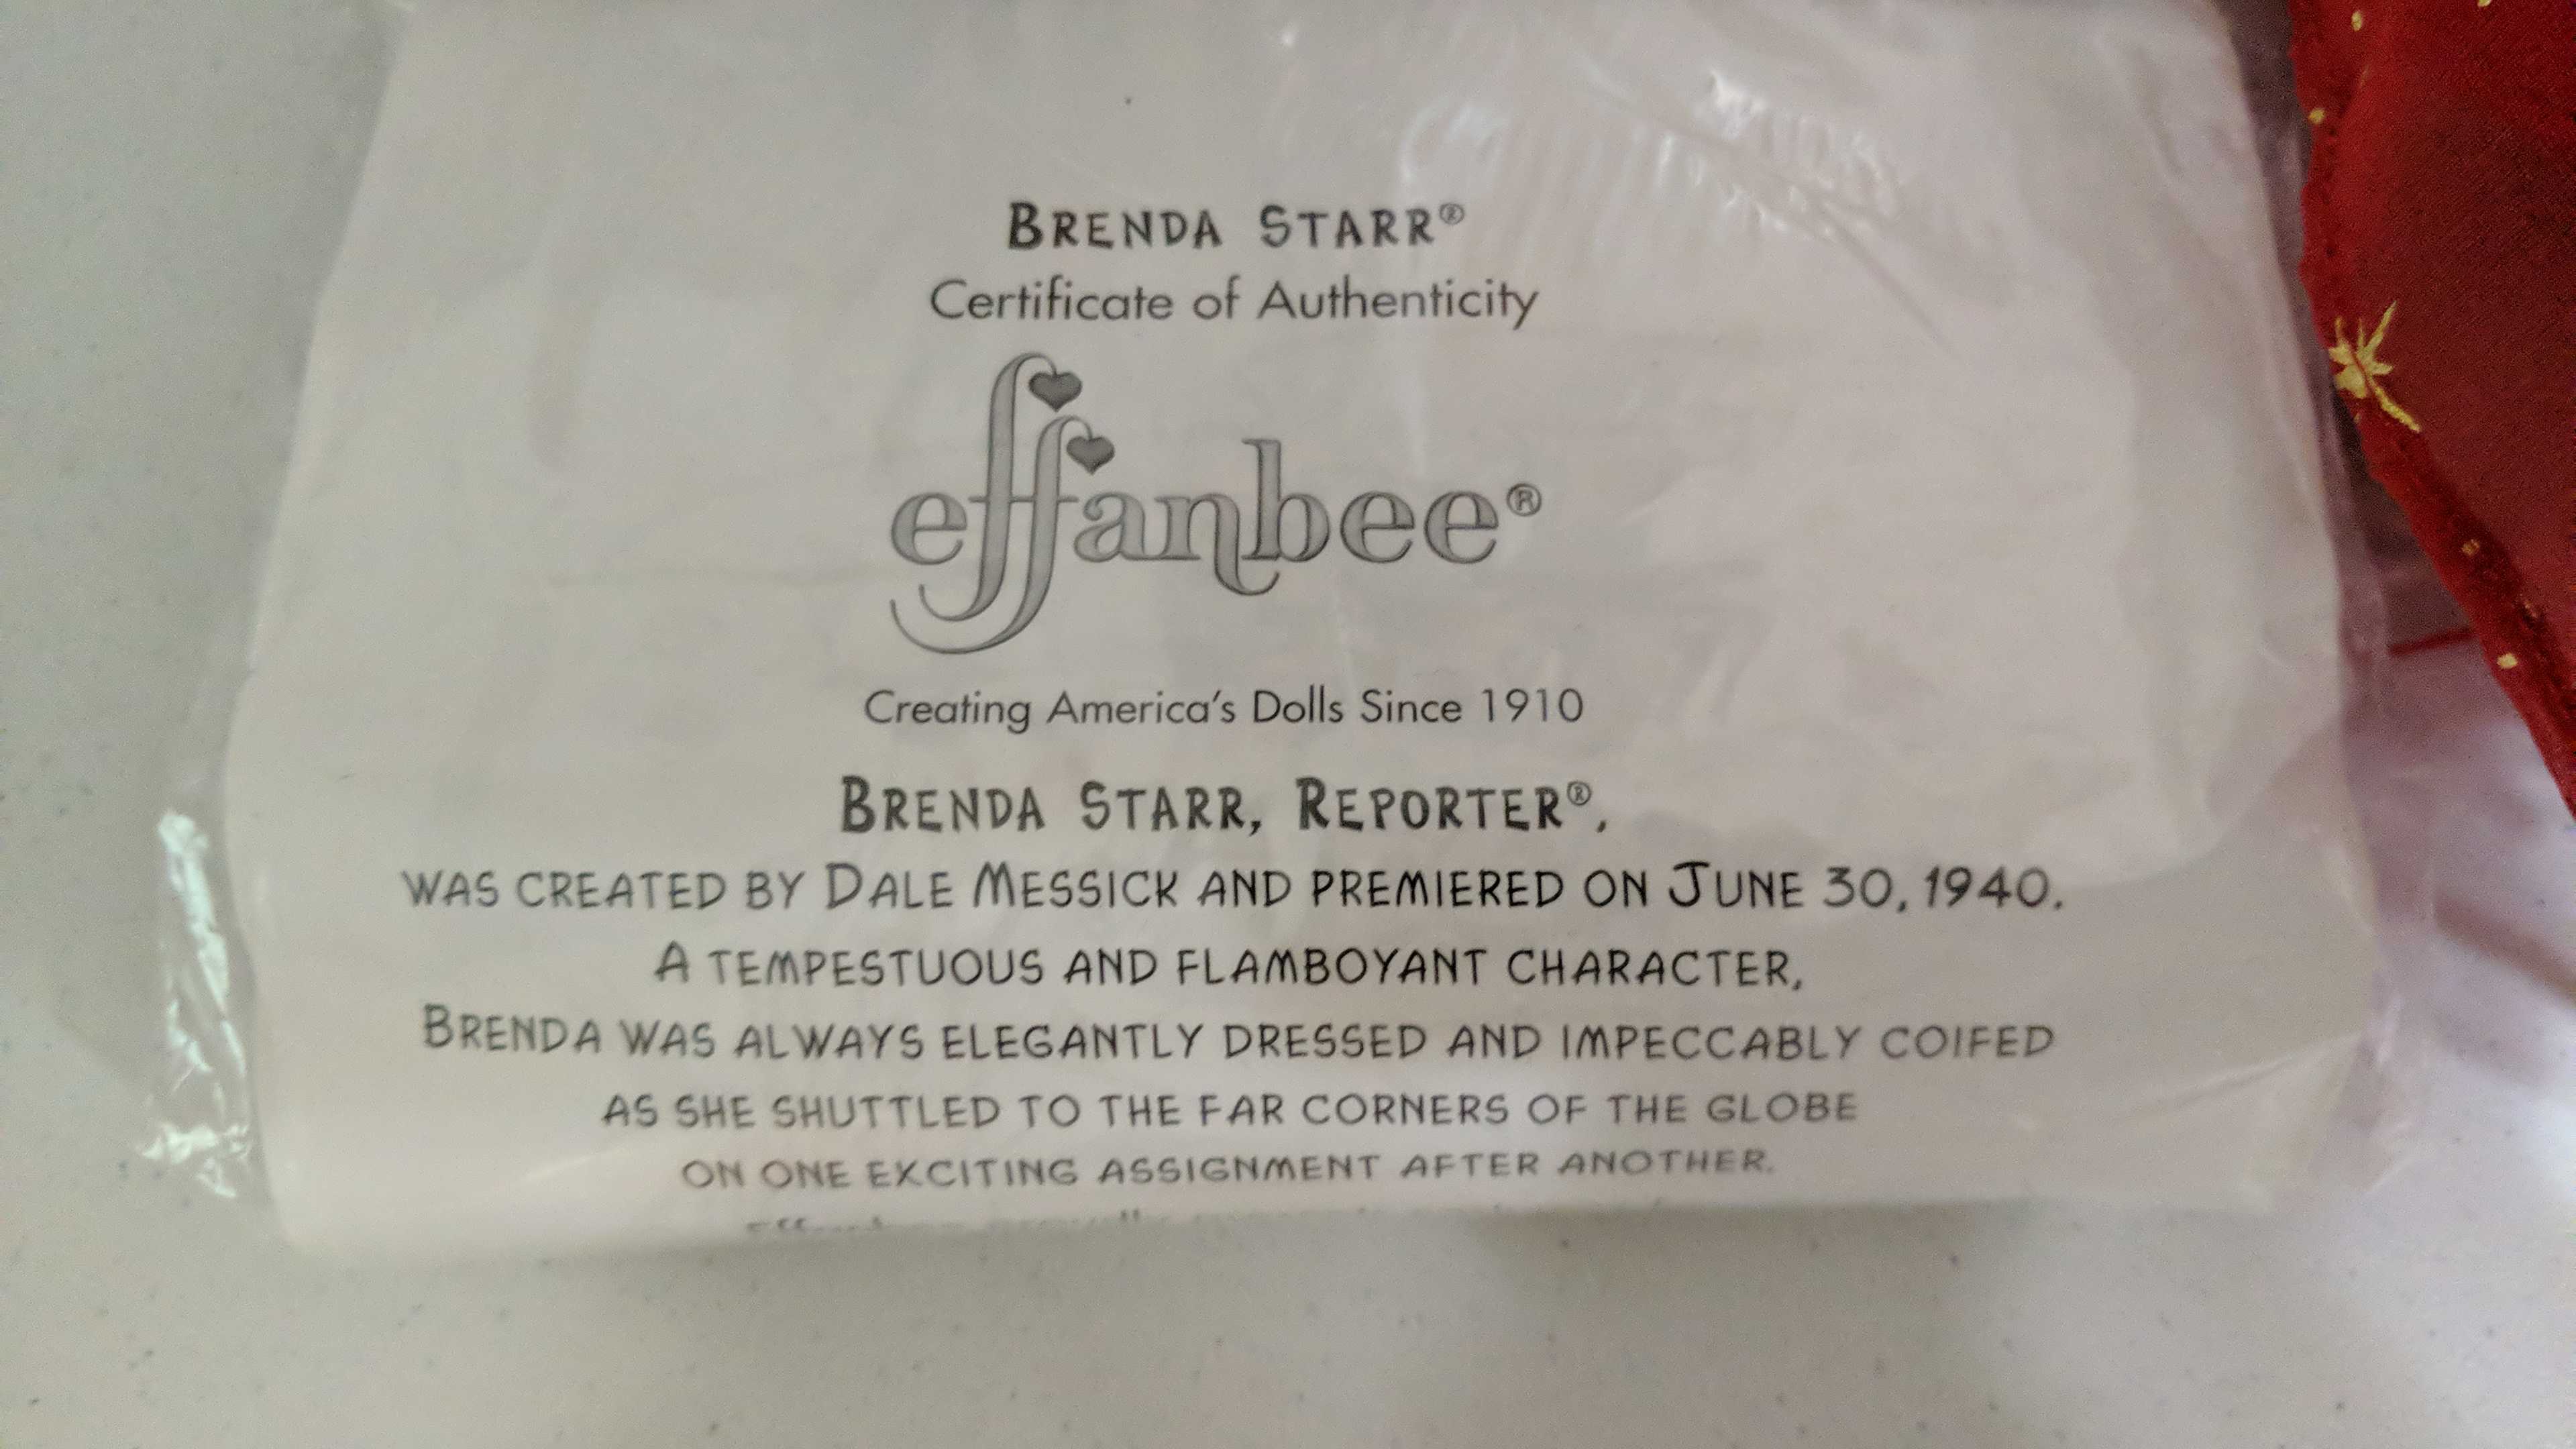 BRENDA STARR®
Certificate of Authenticity
effanbee®
Creating America's Dolls Since 1910
BRENDA STARR, REPORTER®,
WAS CREATED BY DALE MESSICK AND PREMIERED ON JUNE 30, 1940.
A TEMPESTUOUS AND FLAMBOYANT CHARACTER,
BRENDA WAS ALWAYS ELEGANTLY DRESSED AND IMPECCABLY COIFED
AS SHE SHUTTLED TO THE FAR CORNERS OF THE GLOBE
ON ONE EXCITING ASSIGNMENT AFTER ANOTHER.